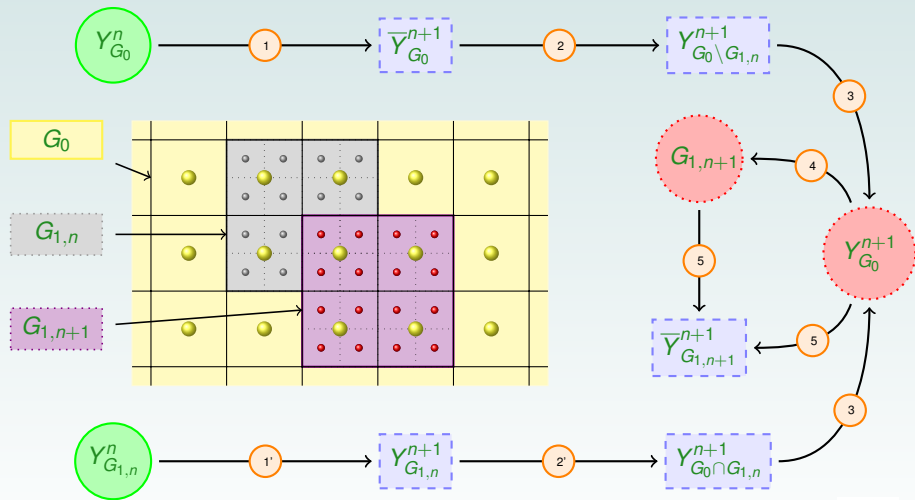 Y^n_{G_0}
1
\overline{Y}^{n+1}_{G_0}
2
Y^{n+1}_{G_0\setminus G_{1,n}}
3
G_0
G_{1,n}
G_{1,n+1}
G_{1,n+1}
4
5
Y^{n+1}_{G_0}
\overline{Y}^{n+1}_{G_{1,n+1}}
5
3
Y^n_{G_{1,n}}
1'
Y^{n+1}_{G_{1,n}}
2'
Y^{n+1}_{G_0\cap G_{1,n}}